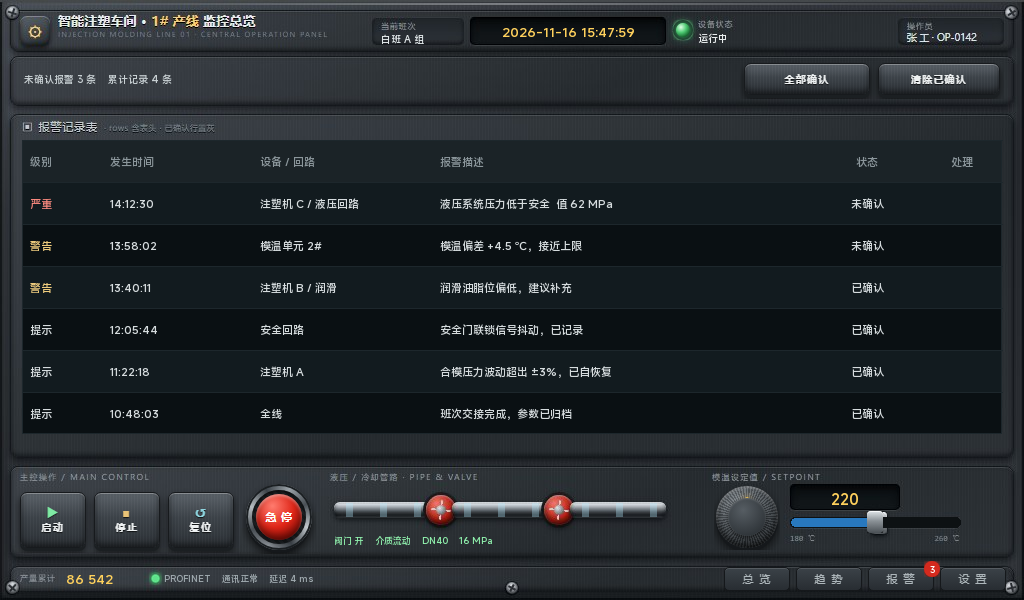 智能注塑车间 • 1# 产线 监控总览
INJECTION MOLDING LINE 01 · CENTRAL OPERATION PANEL
当前班次
白班 A 组
2026-11-16 15:47:59
设备状态
运行中
操作员
张工 · OP-0142
未确认报警 3 条 累计记录 4 条
全部确认
清除已确认
报警记录表 · rows 含表头 · 已确认行置灰
级别 发生时间 设备 / 回路 报警描述 状态 处理
严重 14:12:30 注塑机 C / 液压回路 液压系统压力低于安全 值 62 MPa 未确认
警告 13:58:02 模温单元 2# 模温偏差 +4.5 °C，接近上限 未确认
警告 13:40:11 注塑机 B / 润滑 润滑油脂位偏低，建议补充 已确认
提示 12:05:44 安全回路 安全门联锁信号抖动，已记录 已确认
提示 11:22:18 注塑机 A 合模压力波动超出 ±3%，已自恢复 已确认
提示 10:48:03 全线 班次交接完成，参数已归档 已确认
主控操作 / MAIN CONTROL
启动
停止
复位
急停
液压 / 冷却管路 · PIPE & VALVE
阀门 开 介质流动 DN40 16 MPa
模温设定值 / SETPOINT
220
180 ℃ 260 ℃
产量累计 86 542
PROFINET 通讯正常 延迟 4 ms
总览
趋势
报警 3
设置